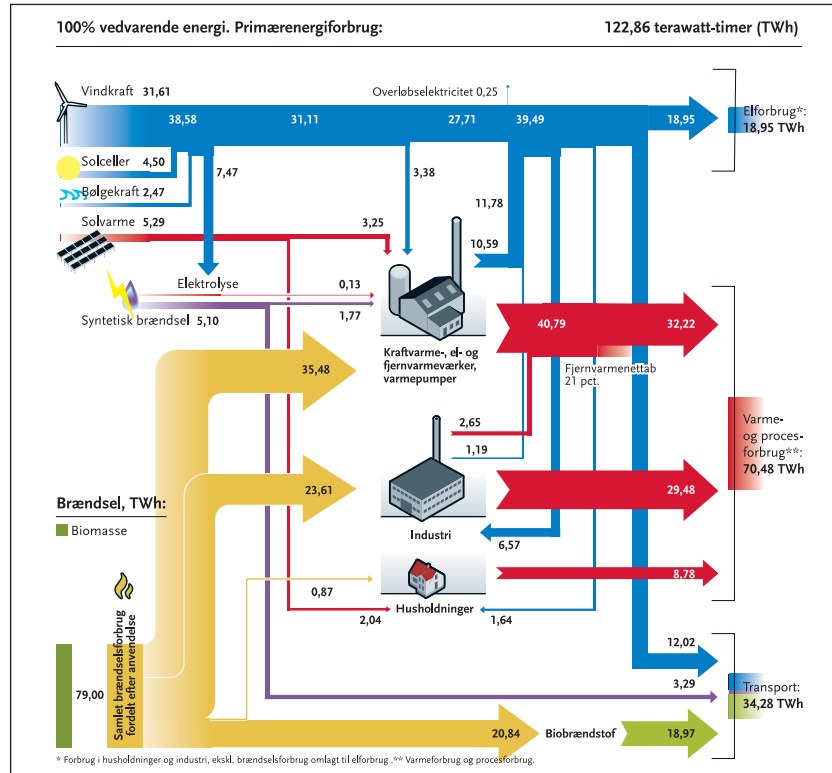 100% vedvarende energi. Primærenergiforbrug: 122,86 terawatt-timer (TWh)
Vindkraft 31,61
Overløbselektricitet 0,25
38,58 31,11 27,71 39,49 18,95
Elforbrug*:
18,95 TWh
Solceller 4,50
7,47
3,38
Bølgekraft 2,47
11,78
Solvarme 5,29
3,25
10,59
Elektrolyse
0,13
1,77
Syntetisk brændsel 5,10
40,79 32,22
Kraftvarme-, el- og
fjernvarmeværker,
varmepumper
Fjernvarmenettab
21 pct.
35,48
2,65
1,19
Varme-
og proces-
forbrug**:
70,48 TWh
23,61
29,48
Brændsel, TWh:
Biomasse
Industri
6,57
8,78
0,87
Husholdninger
2,04
1,64
Samlet brændselsforbrug
fordelt efter anvendelse
79,00
12,02
3,29
Transport:
34,28 TWh
20,84
Biobrændstof
18,97
* Forbrug i husholdninger og industri, ekskl. brændselsforbrug omlagt til elforbrug .** Varmeforbrug og procesforbrug.